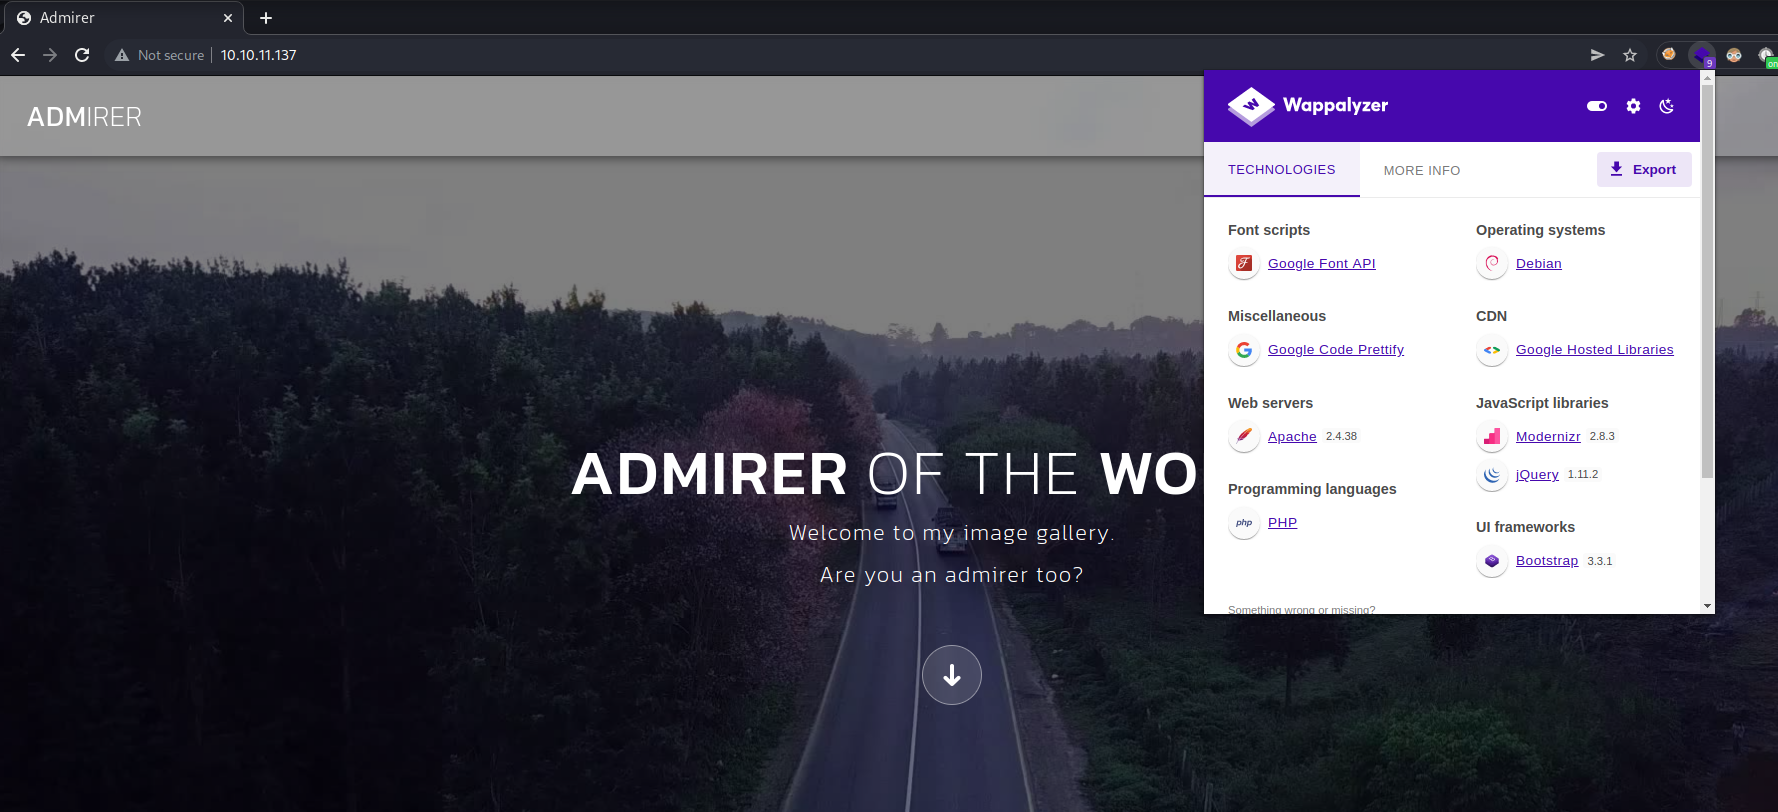 Admirer
Not secure 10.10.11.137
9
on
ADMIRER
Wappalyzer
TECHNOLOGIES
MORE INFO
Export
Font scripts
Google Font API
Miscellaneous
Google Code Prettify
Web servers
Apache 2.4.38
Programming languages
php PHP
Operating systems
Debian
CDN
Google Hosted Libraries
JavaScript libraries
Modernizr 2.8.3
jQuery 1.11.2
UI frameworks
Bootstrap 3.3.1
Something wrong or missing?
ADMIRER OF THE WO
Welcome to my image gallery.
Are you an admirer too?